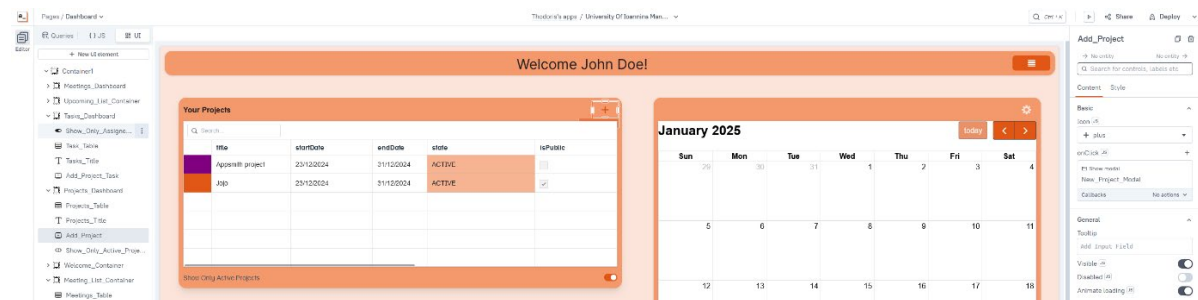 Pages / Dashboard
Thodoris's apps / University Of Ioannina Man...
Share
Deploy
Editor
Queries
JS
UI
+ New UI element
Container1
Meetings_Dashboard
Upcoming_List_Container
Tasks_Dashboard
Show_Only_Assigne...
Task_Table
Tasks_Title
Add_Project_Task
Projects_Dashboard
Projects_Table
Projects_Title
Add_Project
Show_Only_Active_Proje...
Welcome_Container
Meeting_List_Container
Meetings_Table
Welcome John Doe!
Your Projects
Search...
title startDate endDate state isPublic
Appsmith project 23/12/2024 31/12/2024 ACTIVE
Jojo 23/12/2024 31/12/2024 ACTIVE
Show Only Active Projects
January 2025
today
Sun Mon Tue Wed Thu Fri Sat
29 30 31 1 2 3 4
5 6 7 8 9 10 11
12 13 14 15 16 17 18
Add_Project
No entity No entity
Search for controls, labels etc
Content Style
Basic
Icon JS
plus
onClick JS
Show modal
New_Project_Modal
Callbacks No actions
General
Tooltip
Add Input Field
Visible JS
Disabled JS
Animate loading JS